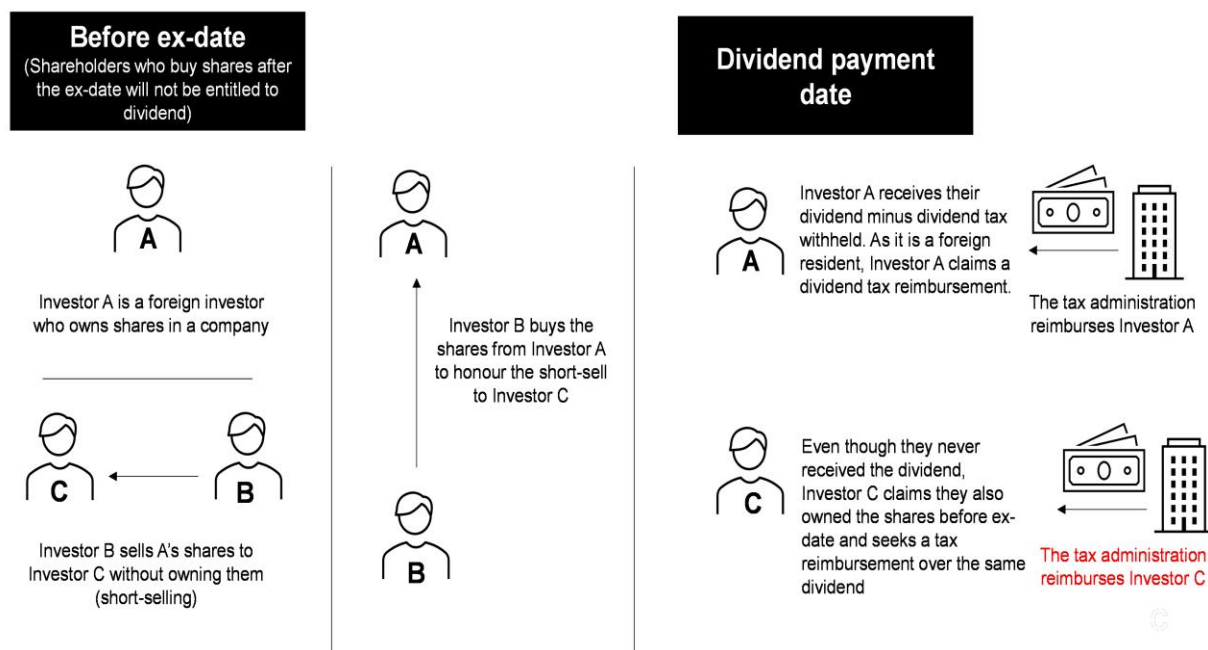 Before ex-date
(Shareholders who buy shares after
the ex-date will not be entitled to
dividend)
A
Investor A is a foreign investor
who owns shares in a company
C
B
Investor B sells A's shares to
Investor C without owning them
(short-selling)
A
Investor B buys the
shares from Investor A
to honour the short-sell
to Investor C
B
Dividend payment
date
A
Investor A receives their
dividend minus dividend tax
withheld. As it is a foreign
resident, Investor A claims a
dividend tax reimbursement.
The tax administration
reimburses Investor A
C
Even though they never
received the dividend,
Investor C claims they also
owned the shares before ex-
date and seeks a tax
reimbursement over the same
dividend
The tax administration
reimburses Investor C
C